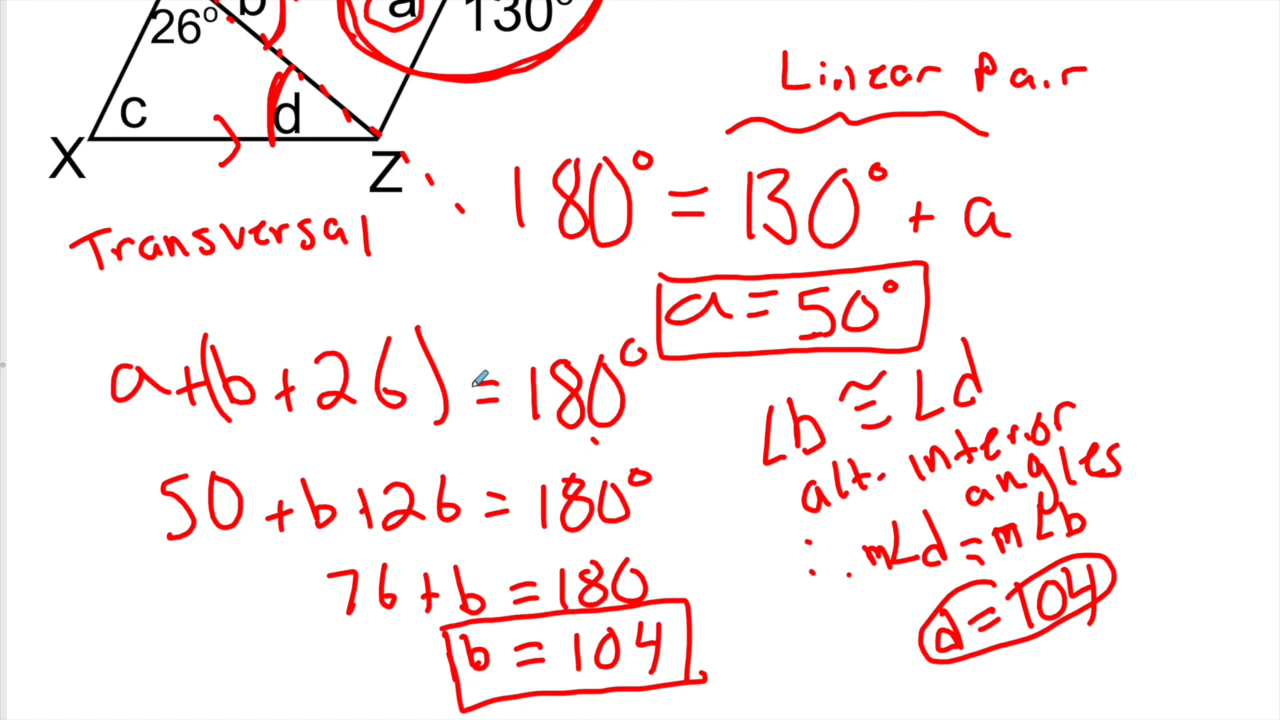 26° b a 130°
c d
X Z
Linear Pair
Transversal
∴ 180° = 130° + a
a = 50°
a+(b+26) = 180°
∠b ≅ ∠d
alt. interior
angles
50+b+26 = 180°
∴ m∠d = m∠b
76+b = 180
d = 104
b = 104